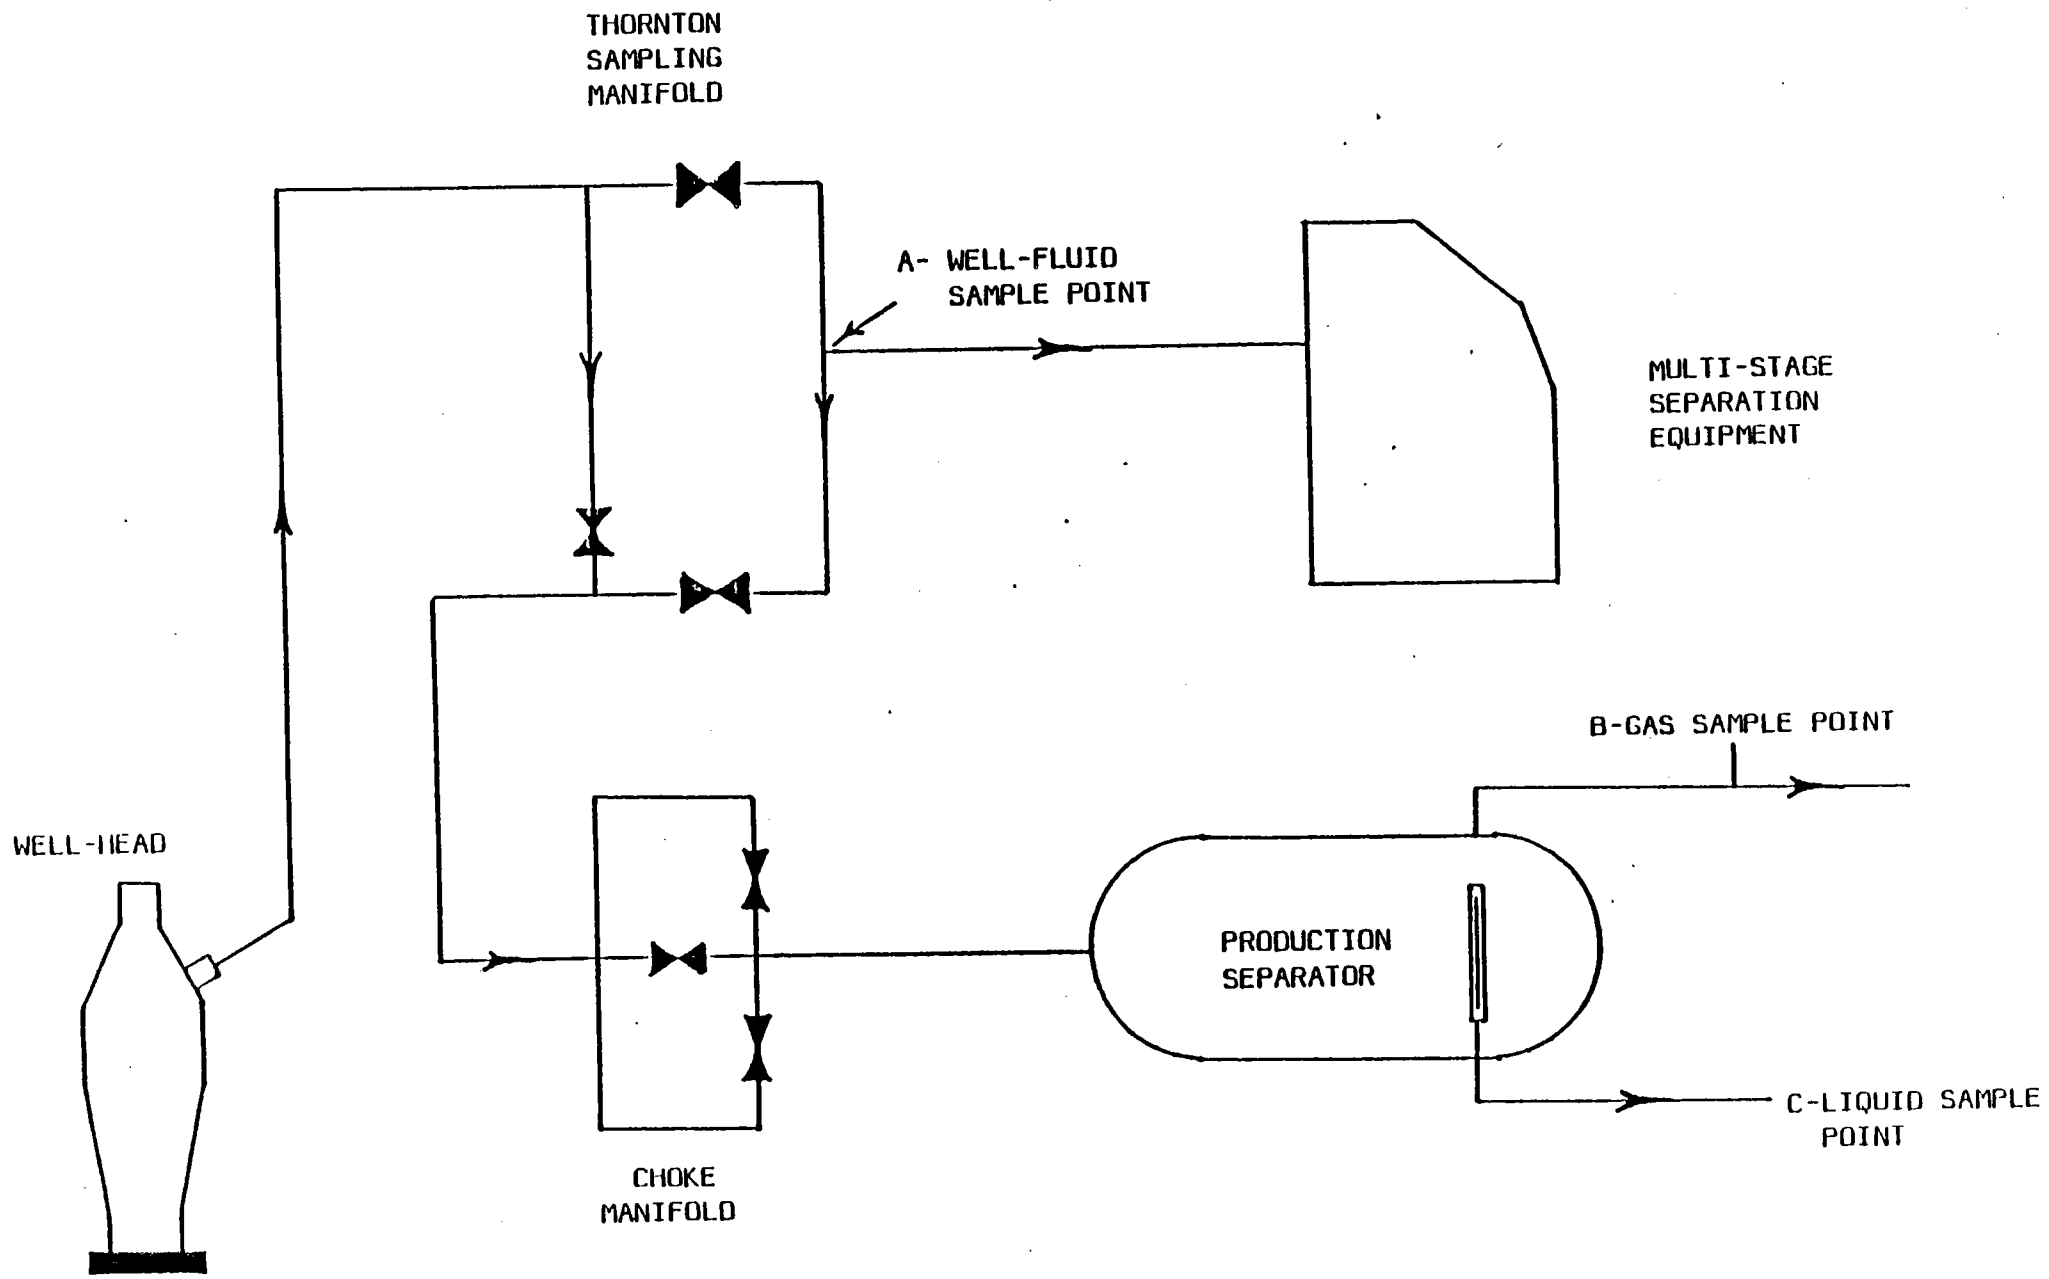 THORNTON
SAMPLING
MANIFOLD
A- WELL-FLUID
SAMPLE POINT
MULTI-STAGE
SEPARATION
EQUIPMENT
B-GAS SAMPLE POINT
WELL-HEAD
PRODUCTION
SEPARATOR
C-LIQUID SAMPLE
POINT
CHOKE
MANIFOLD